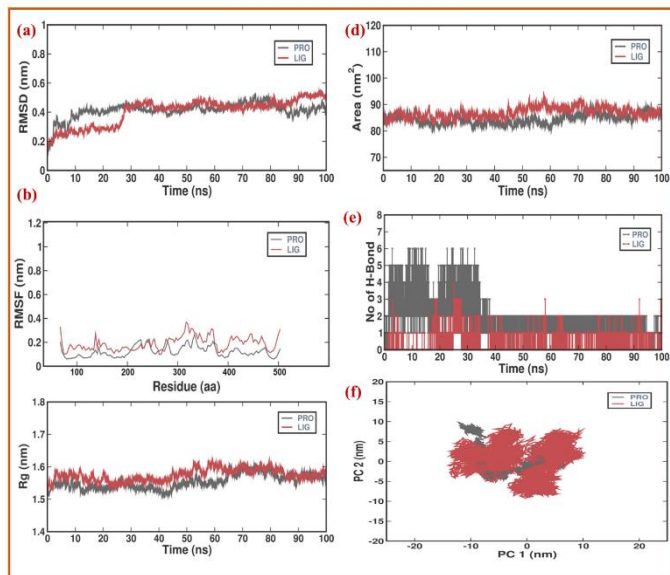 (a)
RMSD (nm)
1
0.8
0.6
0.4
0.2
0
PRO
LIG
0 10 20 30 40 50 60 70 80 90 100
Time (ns)
(b)
RMSF (nm)
1.2
1
0.8
0.6
0.4
0.2
0
PRO
LIG
100 200 300 400 500
Residue (aa)
Rg (nm)
1.8
1.7
1.6
1.5
1.4
PRO
LIG
0 10 20 30 40 50 60 70 80 90 100
Time (ns)
(d)
Area (nm²)
120
110
100
90
80
70
PRO
LIG
0 10 20 30 40 50 60 70 80 90 100
Time (ns)
(e)
No of H-Bond
8
7
6
5
4
3
2
1
0
PRO
LIG
0 10 20 30 40 50 60 70 80 90 100
Time (ns)
(f)
PC 2 (nm)
20
15
10
5
0
-5
-10
-15
-20
PRO
LIG
-20 -10 0 10 20
PC 1 (nm)